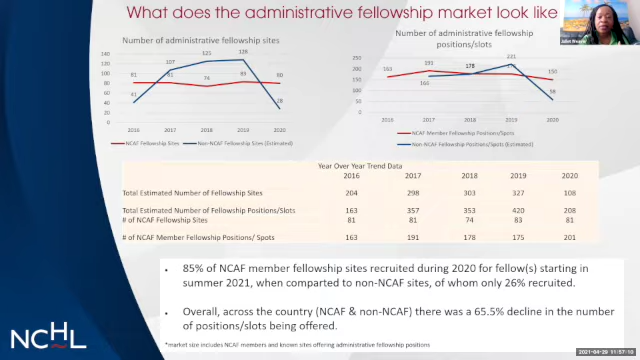 What does the administrative fellowship market look like
Number of administrative fellowship sites
140
120
100
80
60
40
20
0
81
81
74
83
80
41
107
125
128
28
2016 2017 2018 2019 2020
NCAF Fellowship Sites Non-NCAF Fellowship Sites (Estimated)
Number of administrative fellowship
positions/slots
250
200
150
100
50
0
163
191
178
221
150
166
58
2016 2017 2018 2019 2020
NCAF Member Fellowship Positions/Spots
Non-NCAF Fellowship Positions/Spots (Estimated)
Year Over Year Trend Data
2016 2017 2018 2019 2020
Total Estimated Number of Fellowship Sites 204 298 303 327 108
Total Estimated Number of Fellowship Positions/Slots 163 357 353 420 208
# of NCAF Fellowship Sites 81 81 74 83 81
# of NCAF Member Fellowship Positions/ Spots 163 191 178 175 201
• 85% of NCAF member fellowship sites recruited during 2020 for fellow(s) starting in
summer 2021, when compared to non-NCAF sites, of whom only 26% recruited.
• Overall, across the country (NCAF & non-NCAF) there was a 65.5% decline in the number
of positions/slots being offered.
*market size includes NCAF members and known sites offering administrative fellowship positions
NCHL
2021-04-29 11:57:10